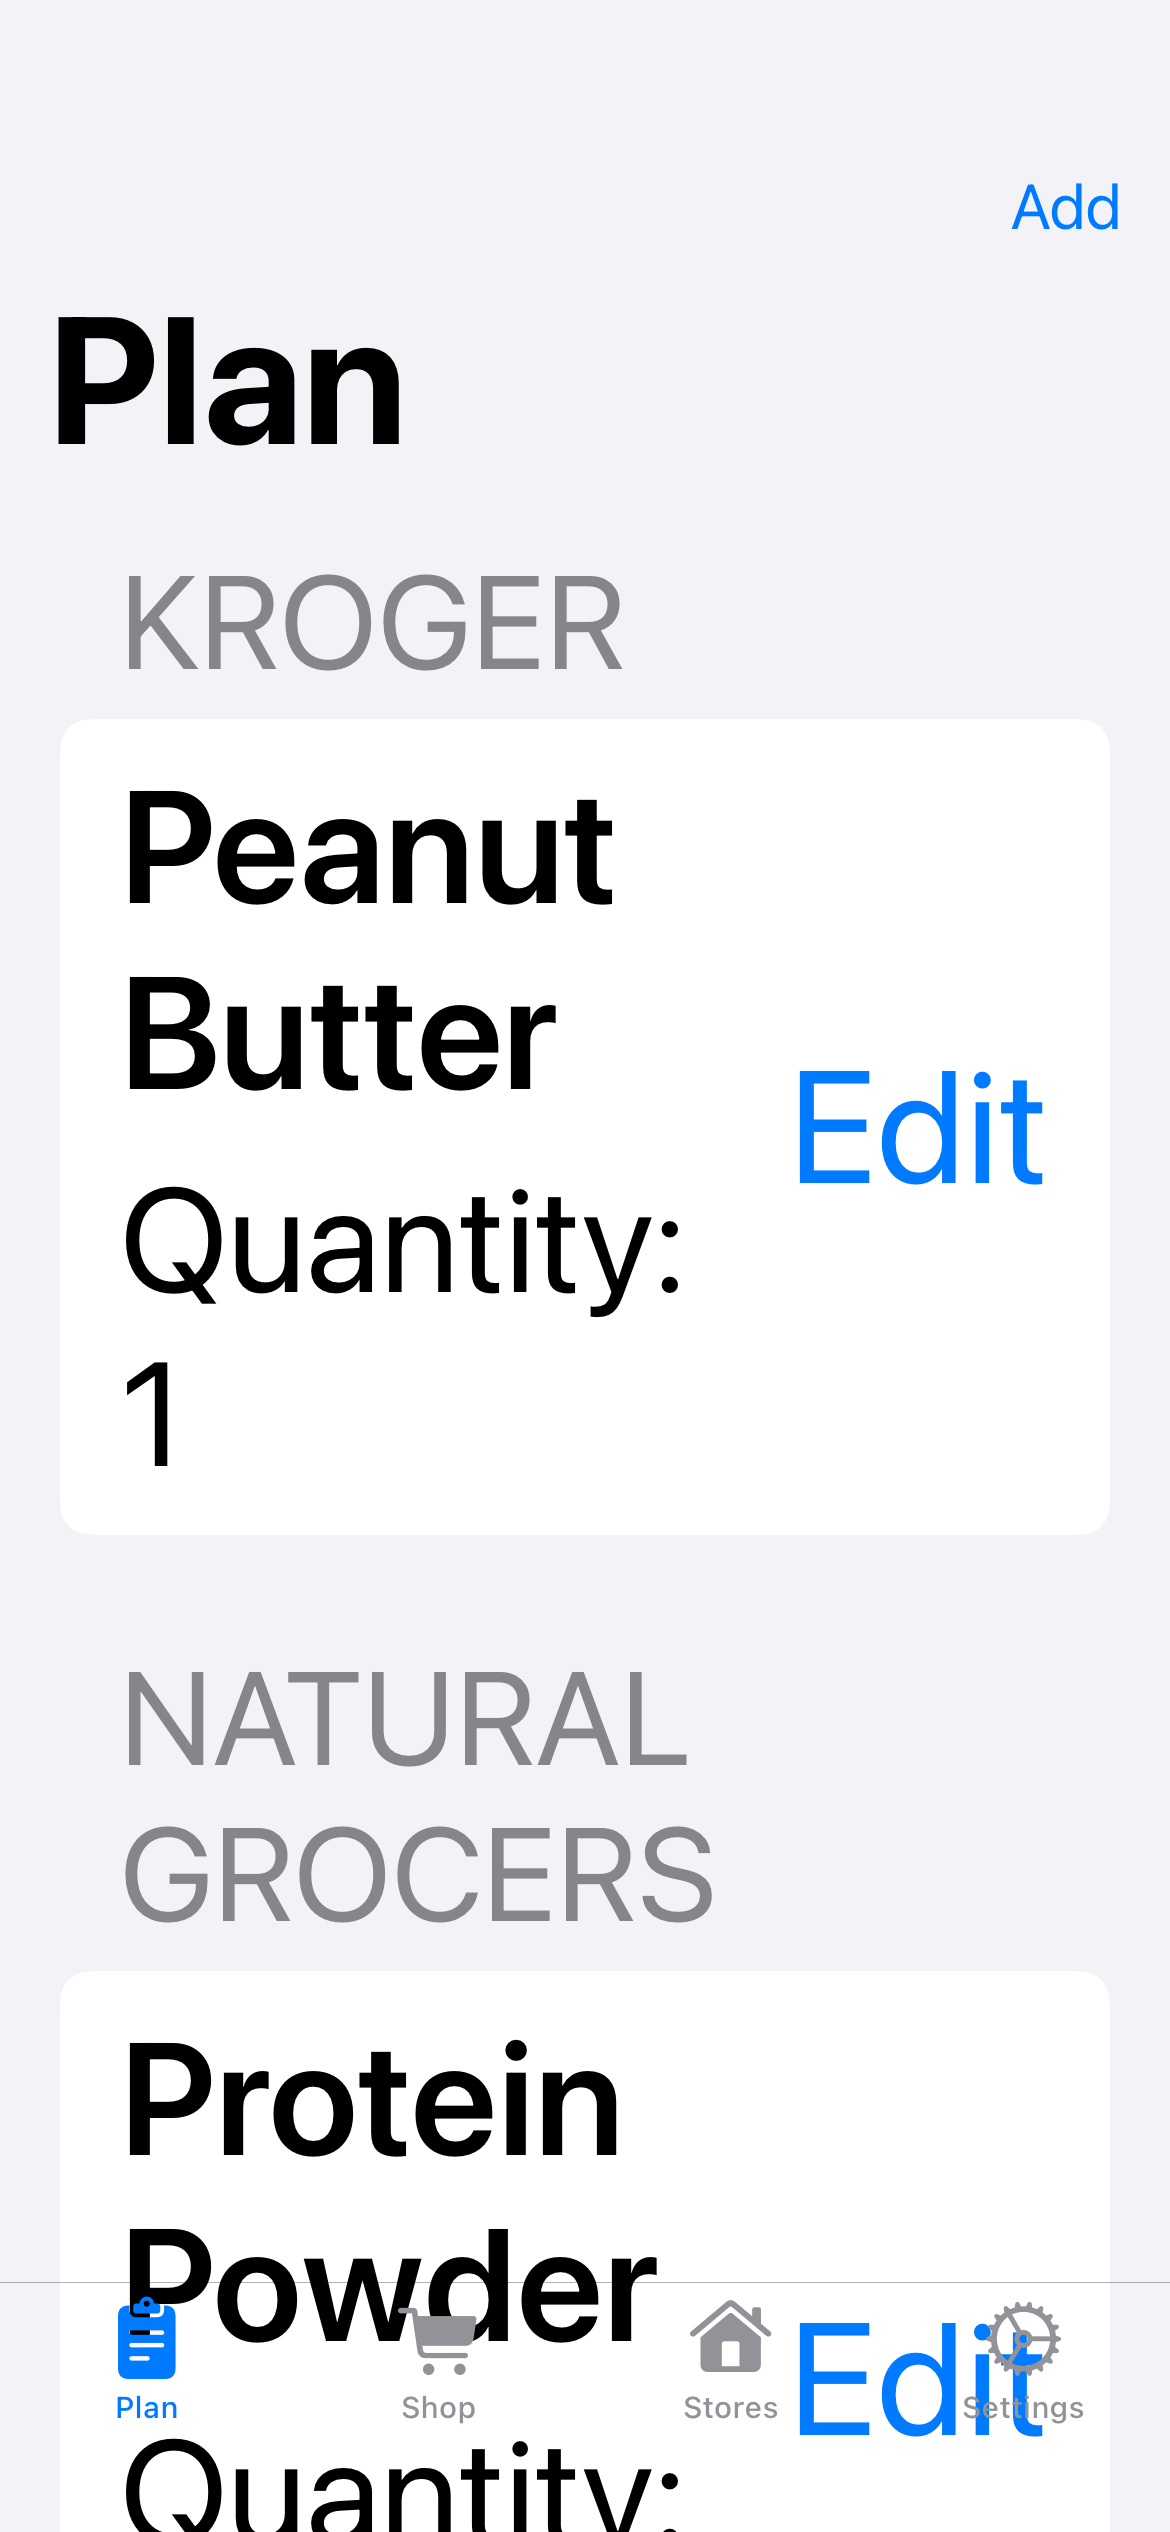 Add
Plan
KROGER
Peanut
Butter
Edit
Quantity:
1
NATURAL
GROCERS
Protein
Powder
Edit
Quantity:
Plan
Shop
Stores
Settings